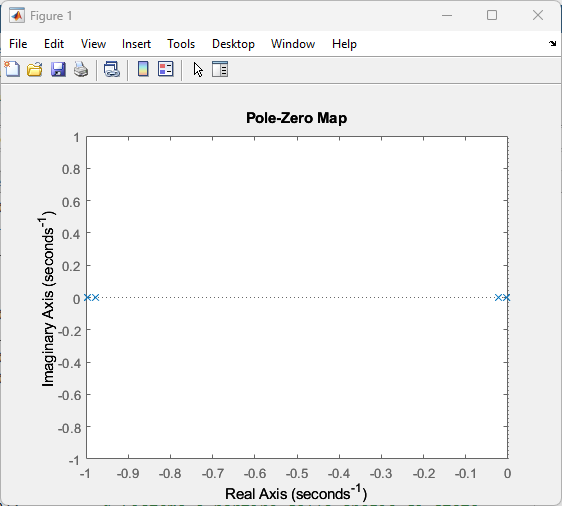 Figure 1
File Edit View Insert Tools Desktop Window Help
Pole-Zero Map
1
0.8
0.6
0.4
0.2
0
-0.2
-0.4
-0.6
-0.8
-1
Imaginary Axis (seconds⁻¹)
-1 -0.9 -0.8 -0.7 -0.6 -0.5 -0.4 -0.3 -0.2 -0.1 0
Real Axis (seconds⁻¹)